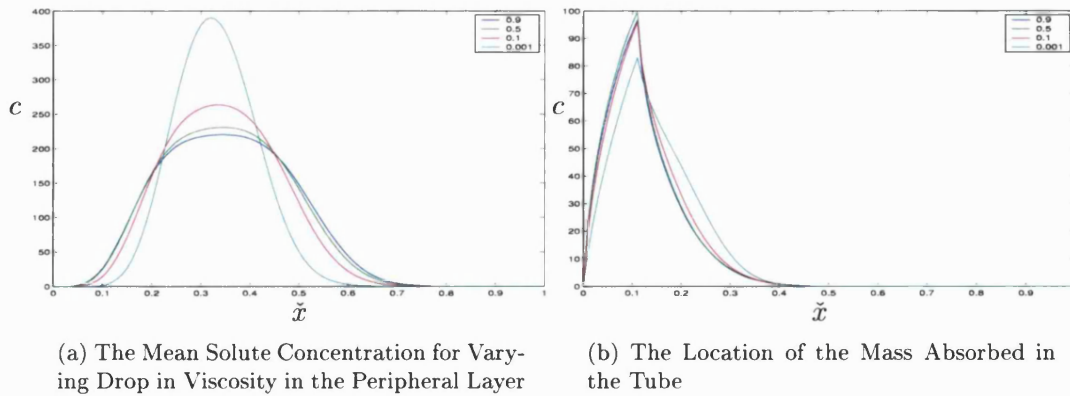 400
350
300
250
200
150
100
50
0
c
0 0.1 0.2 0.3 0.4 0.5 0.6 0.7 0.8 0.9 1
x̌
0.9
0.5
0.1
0.001
(a) The Mean Solute Concentration for Vary-
ing Drop in Viscosity in the Peripheral Layer
100
90
80
70
60
50
40
30
20
10
0
c
0 0.1 0.2 0.3 0.4 0.5 0.6 0.7 0.8 0.9
x̌
0.9
0.5
0.1
0.001
(b) The Location of the Mass Absorbed in
the Tube